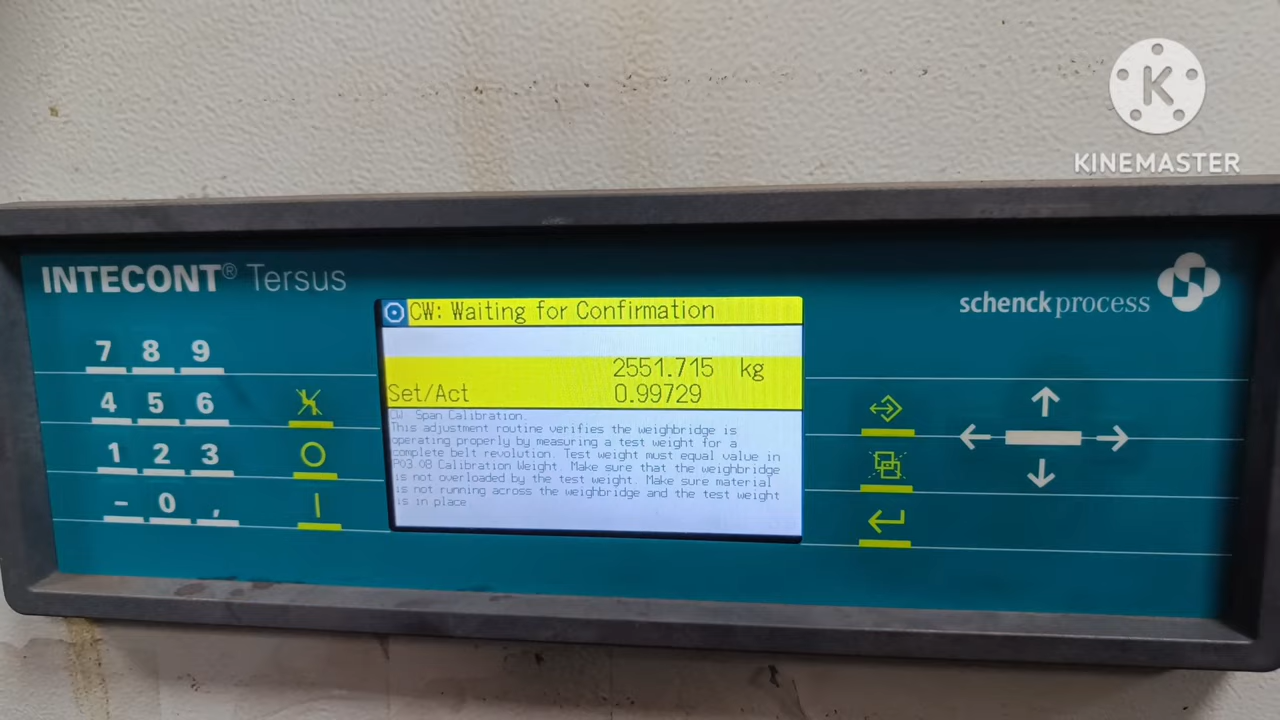 KINEMASTER
INTECONT® Tersus
schenck process
7 8 9
4 5 6
1 2 3
- 0 ,
CW: Waiting for Confirmation
2551.715 kg
Set/Act 0.99729
CW Span Calibration.
This adjustment routine verifies the weighbridge is
operating properly by measuring a test weight for a
complete belt revolution. Test weight must equal value in
P03.08 Calibration Weight. Make sure that the weighbridge
is not overloaded by the test weight. Make sure material
is not running across the weighbridge and the test weight
is in place